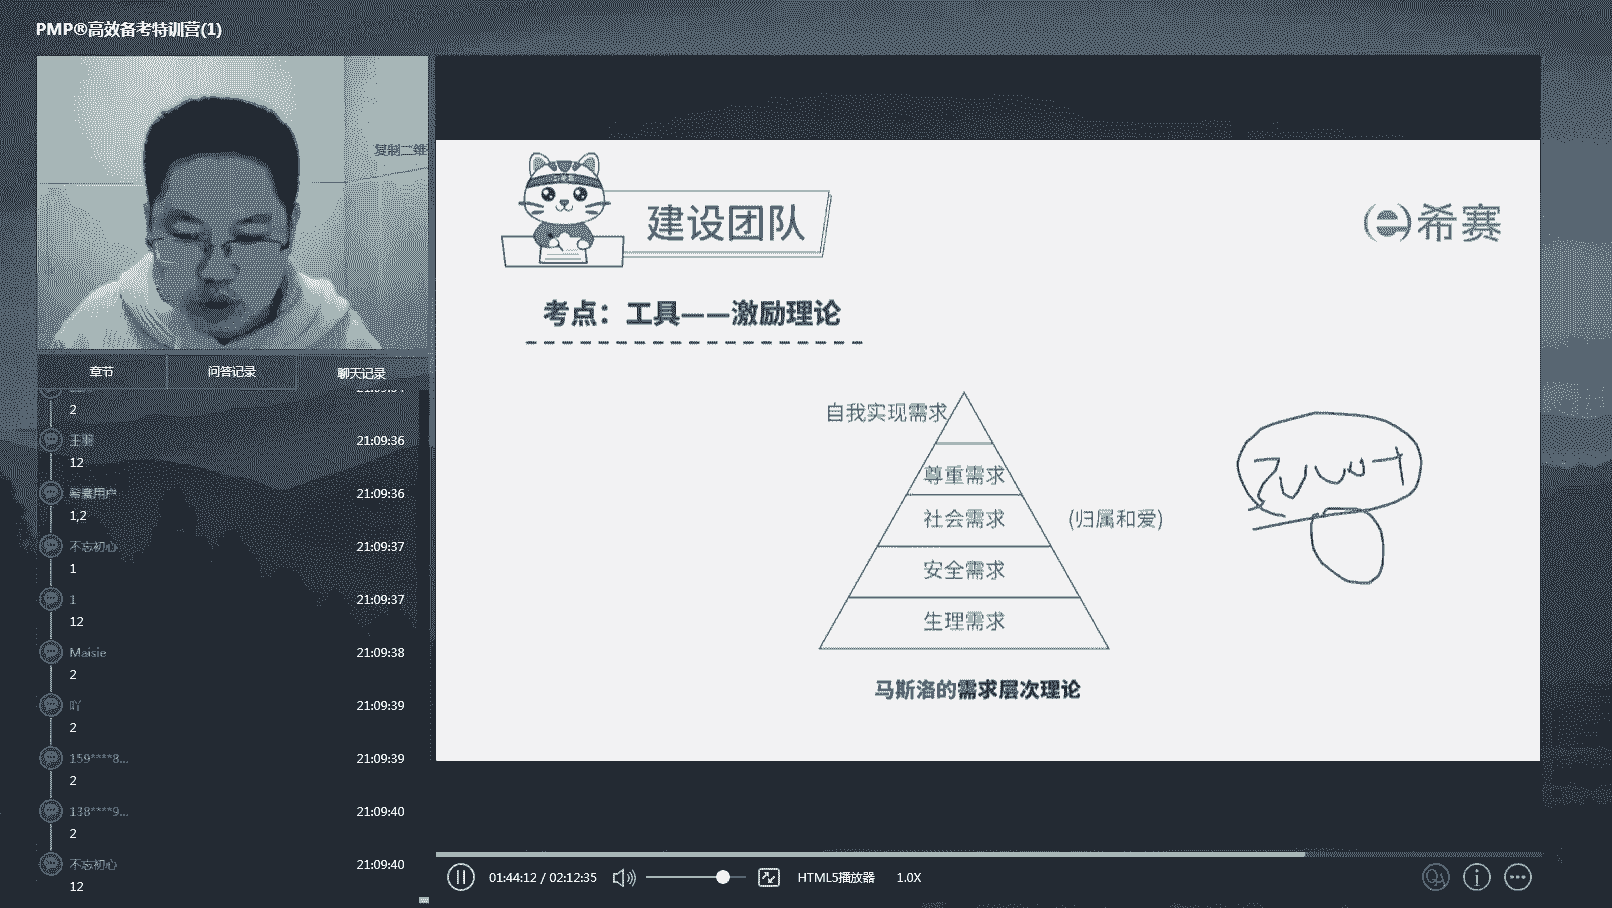 PMP®高效备考特训营(1)
复制二维
章节
问答记录
聊天记录
2
王羽
21:09:36
12
希赛用户
21:09:36
1,2
不忘初心
21:09:37
1
1
21:09:37
12
Maisie
21:09:38
2
吖
21:09:39
2
159****8...
21:09:39
2
138****9...
21:09:40
2
不忘初心
21:09:40
12
建设团队
希赛
考点：工具——激励理论
自我实现需求
尊重需求
社会需求
(归属和爱)
安全需求
生理需求
马斯洛的需求层次理论
01:44:12 / 02:12:35
HTML5播放器
1.0X